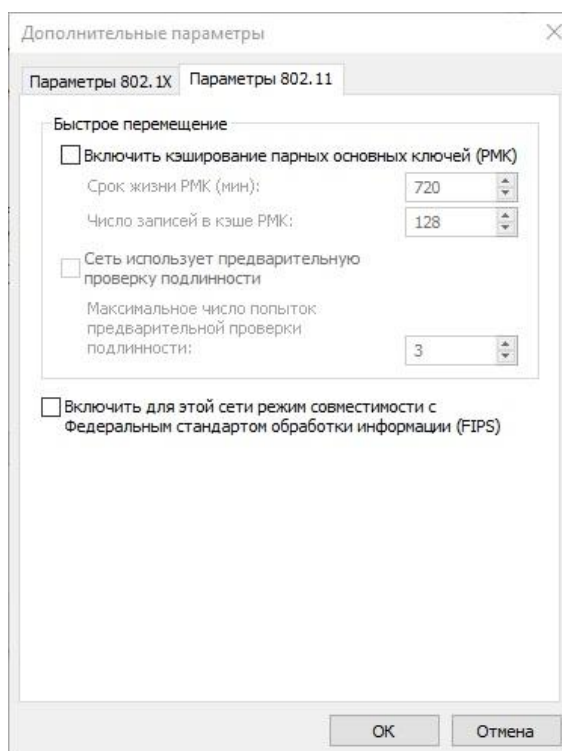 Дополнительные параметры
Параметры 802.1X
Параметры 802.11
Быстрое перемещение
Включить кэширование парных основных ключей (PMK)
Срок жизни PMK (мин):
720
Число записей в кэше PMK:
128
Сеть использует предварительную
проверку подлинности
Максимальное число попыток
предварительной проверки
подлинности:
3
Включить для этой сети режим совместимости с
Федеральным стандартом обработки информации (FIPS)
ОК
Отмена